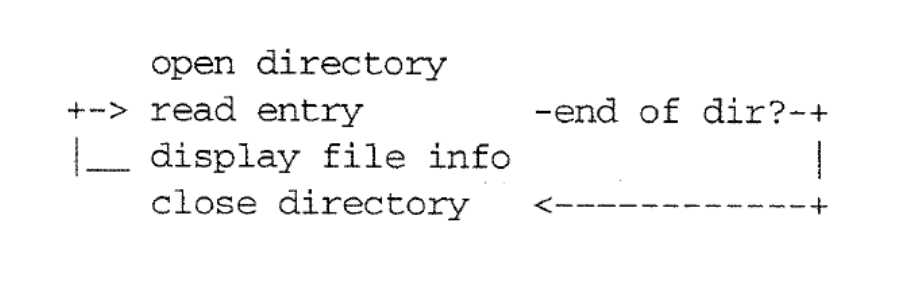 open directory
+-> read entry -end of dir?-+
|__ display file info |
close directory <------------+